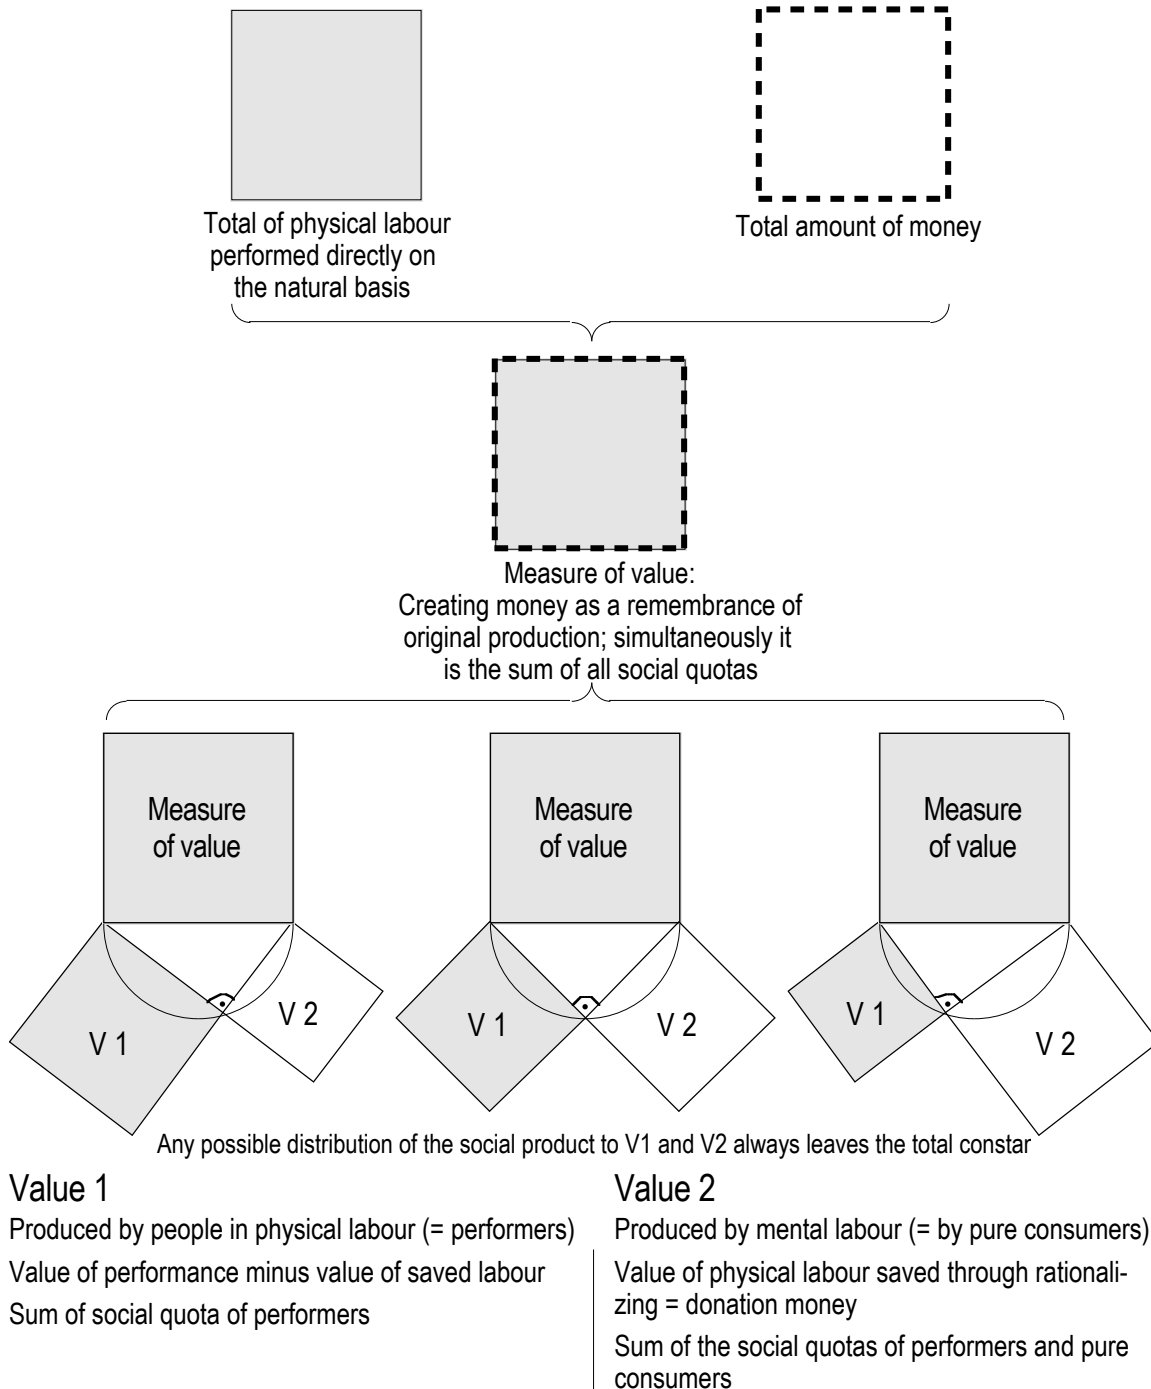 Total of physical labour
performed directly on
the natural basis
Total amount of money
Measure of value:
Creating money as a remembrance of
original production; simultaneously it
is the sum of all social quotas
Measure
of value
Measure
of value
Measure
of value
V 1
V 2
V 1
V 2
V 1
V 2
Any possible distribution of the social product to V1 and V2 always leaves the total constar
Value 1
Produced by people in physical labour (= performers)
Value of performance minus value of saved labour
Sum of social quota of performers
Value 2
Produced by mental labour (= by pure consumers)
Value of physical labour saved through rationali-
zing = donation money
Sum of the social quotas of performers and pure
consumers